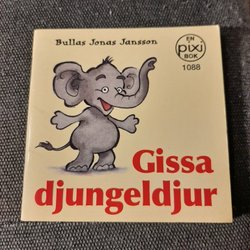 Bullas Jonas Jansson
EN
pixi
BOK
1088
Gissa
djungeldjur